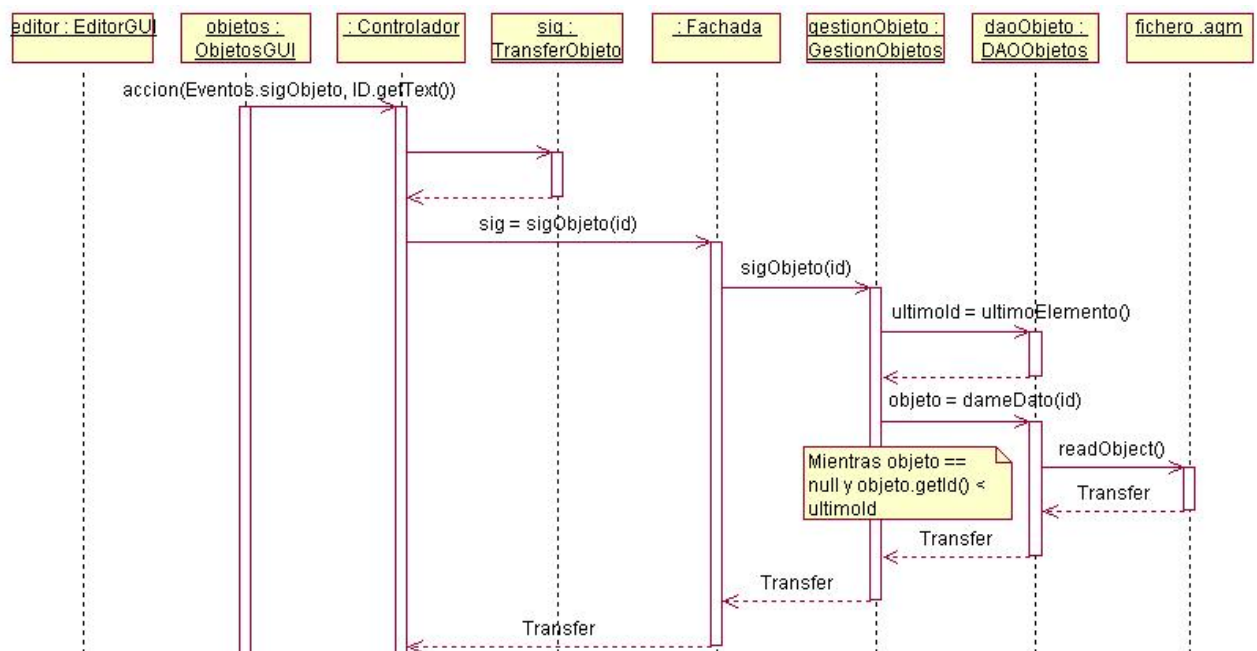 editor : EditorGUI
objetos :
ObjetosGUI
: Controlador
sig :
TransferObjeto
: Fachada
gestionObjeto :
GestionObjetos
daoObjeto :
DAOObjetos
fichero .agm
accion(Eventos.sigObjeto, ID.getText())
sig = sigObjeto(id)
sigObjeto(id)
ultimoId = ultimoElemento()
objeto = dameDato(id)
readObject()
Mientras objeto ==
null y objeto.getId() <
ultimoId
Transfer
Transfer
Transfer
Transfer